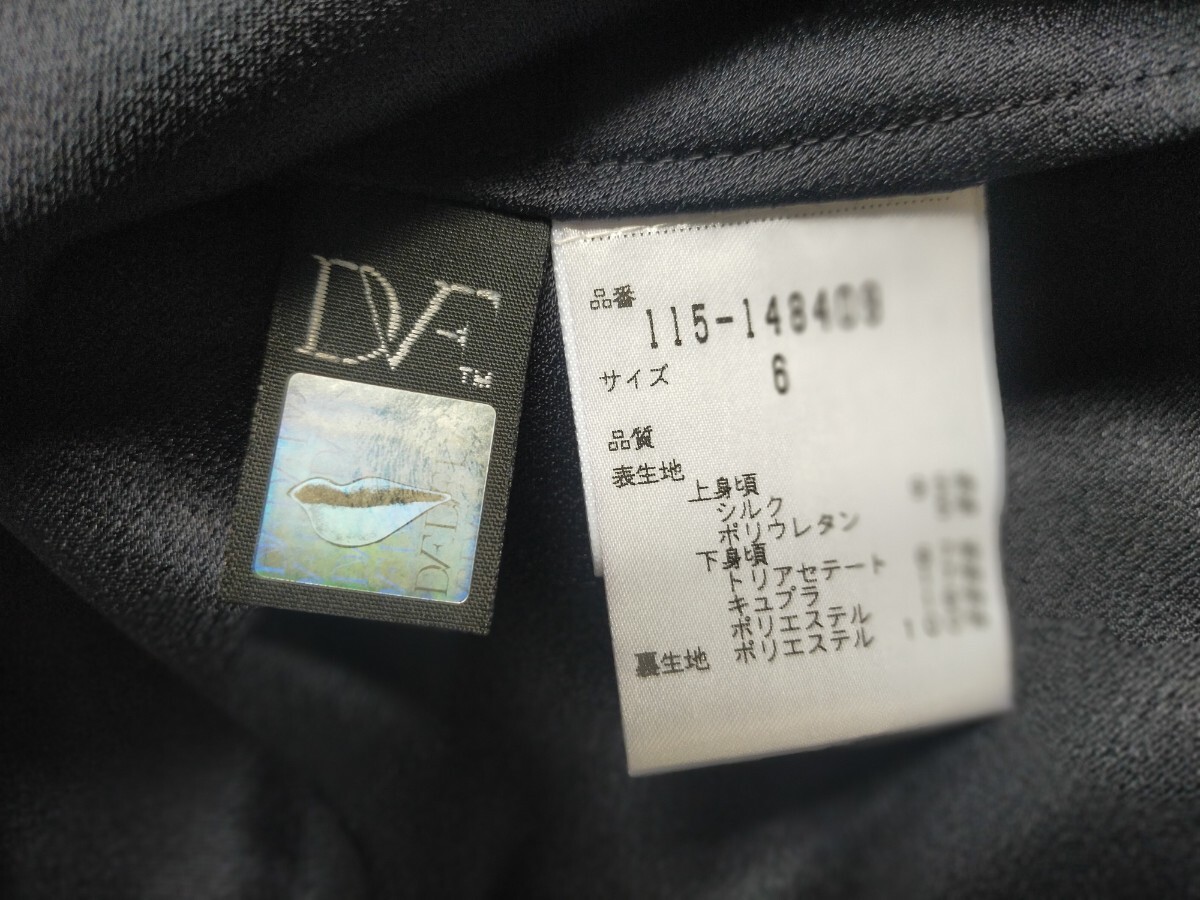 DVF
TM
品番
115-1484
サイズ 6
品質
表生地
上身頃
シルク
ポリウレタン
下身頃
トリアセテート
キュプラ
ポリエステル
裏生地 ポリエステル 100%